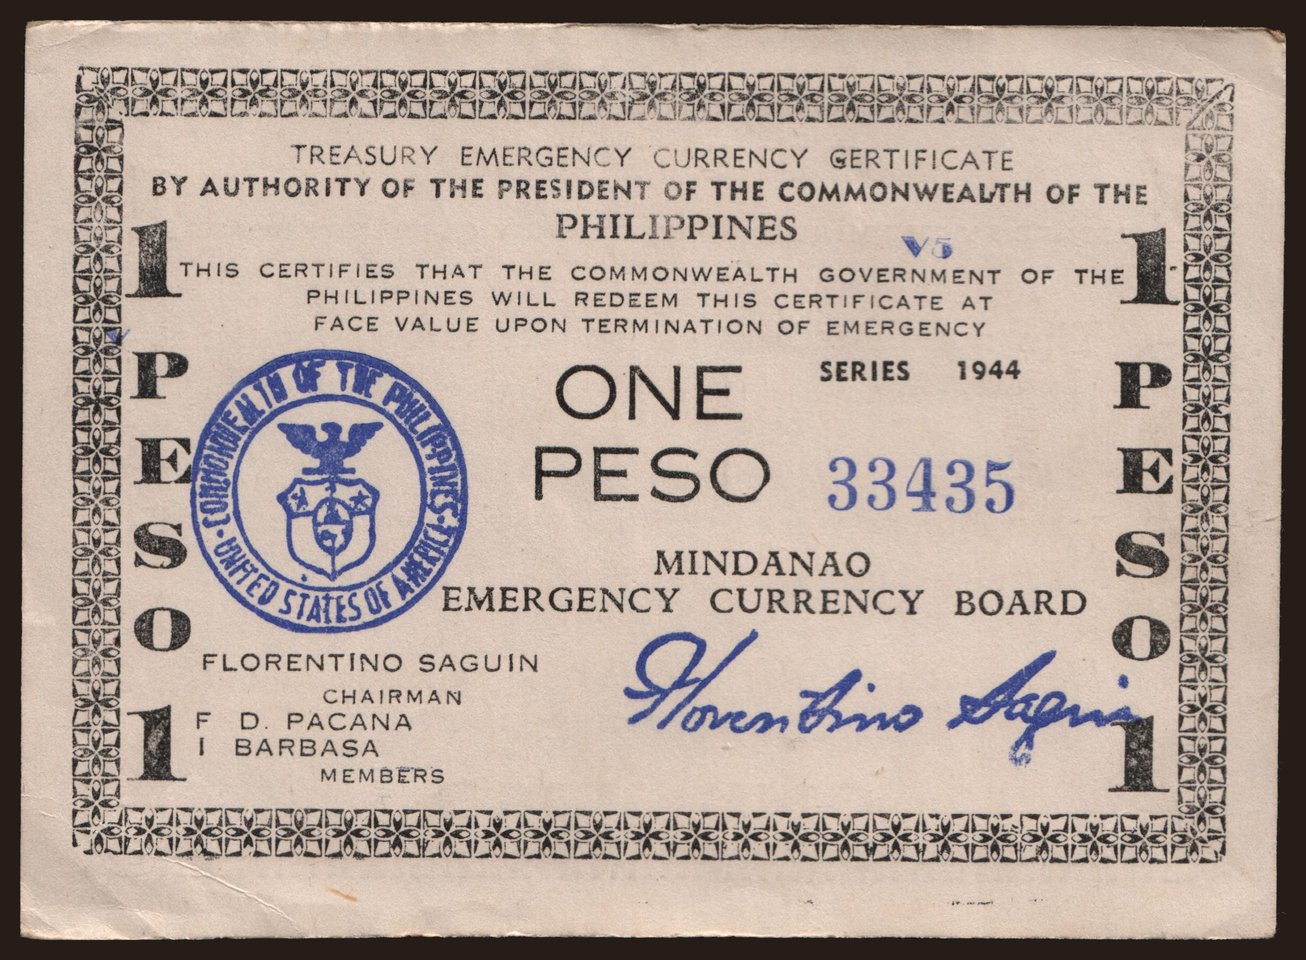 TREASURY EMERGENCY CURRENCY CERTIFICATE
BY AUTHORITY OF THE PRESIDENT OF THE COMMONWEALTH OF THE
PHILIPPINES
V5
1
1
THIS CERTIFIES THAT THE COMMONWEALTH GOVERNMENT OF THE
PHILIPPINES WILL REDEEM THIS CERTIFICATE AT
FACE VALUE UPON TERMINATION OF EMERGENCY
PESO
PESO
COMMONWEALTH OF THE PHILIPPINES
UNITED STATES OF AMERICA
ONE
PESO
SERIES 1944
33435
MINDANAO
EMERGENCY CURRENCY BOARD
FLORENTINO SAGUIN
CHAIRMAN
F D. PACANA
I BARBASA
MEMBERS
Florentino Saguin
1
1